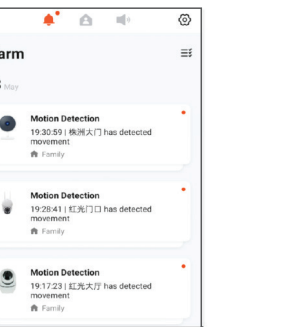 arm
May
Motion Detection
19:30:59 | 株洲大门 has detected
movement
Family
Motion Detection
19:28:41 | 红光门口 has detected
movement
Family
Motion Detection
19:17:23 | 红光大厅 has detected
movement
Family